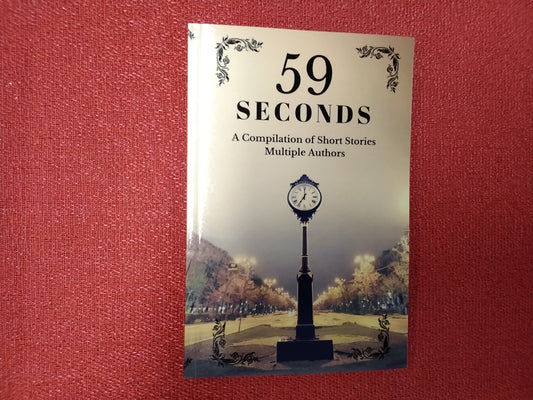 59
SECONDS
A Compilation of Short Stories
Multiple Authors